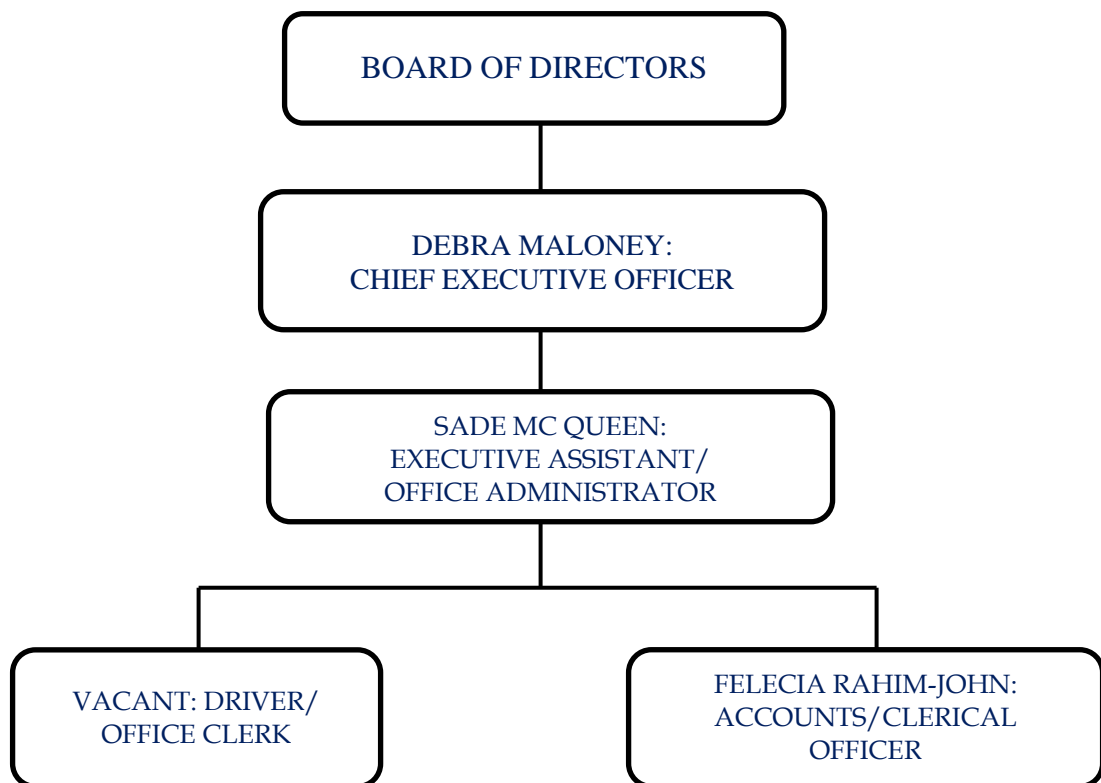 BOARD OF DIRECTORS
DEBRA MALONEY:
CHIEF EXECUTIVE OFFICER
SADE MC QUEEN:
EXECUTIVE ASSISTANT/
OFFICE ADMINISTRATOR
VACANT: DRIVER/
OFFICE CLERK
FELECIA RAHIM-JOHN:
ACCOUNTS/CLERICAL
OFFICER